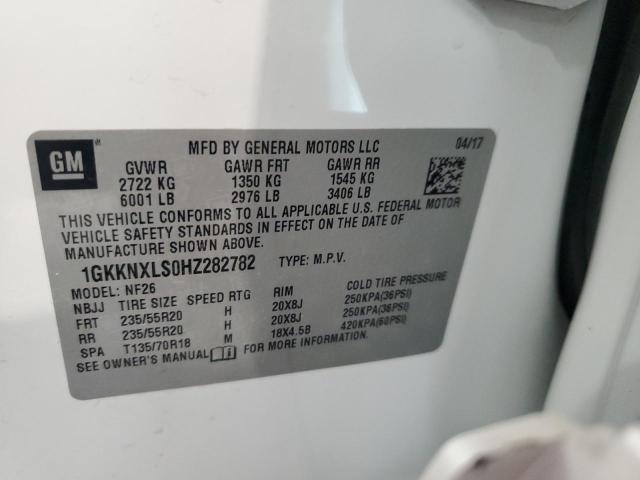 GM
MFD BY GENERAL MOTORS LLC 04/17
GVWR GAWR FRT GAWR RR
2722 KG 1350 KG 1545 KG
6001 LB 2976 LB 3406 LB
THIS VEHICLE CONFORMS TO ALL APPLICABLE U.S. FEDERAL MOTOR
VEHICLE SAFETY STANDARDS IN EFFECT ON THE DATE OF
MANUFACTURE SHOWN ABOVE.
1GKKNXLS0HZ282782 TYPE: M.P.V.
MODEL: NF26
NBJJ TIRE SIZE SPEED RTG RIM COLD TIRE PRESSURE
FRT 235/55R20 H 20X8J 250KPA(36PSI)
RR 235/55R20 H 20X8J 250KPA(36PSI)
SPA T135/70R18 M 18X4.5B 420KPA(60PSI)
SEE OWNER'S MANUAL FOR MORE INFORMATION.